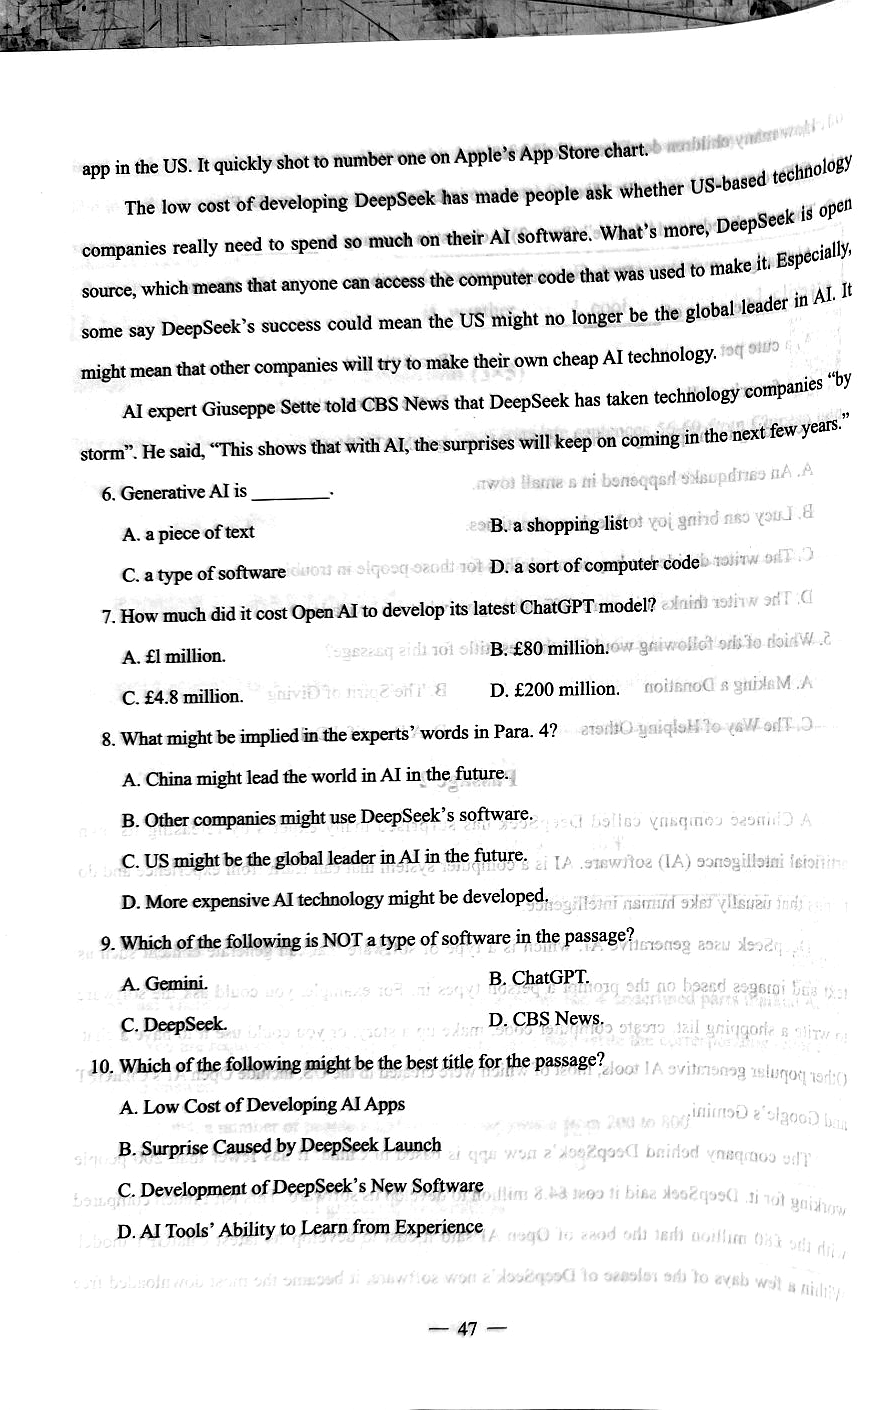 app in the US. It quickly shot to number one on Apple's App Store chart.
The low cost of developing DeepSeek has made people ask whether US-based technology
companies really need to spend so much on their AI software. What's more, DeepSeek is open
source, which means that anyone can access the computer code that was used to make it. Especially,
some say DeepSeek's success could mean the US might no longer be the global leader in AI. It
might mean that other companies will try to make their own cheap AI technology.
AI expert Giuseppe Sette told CBS News that DeepSeek has taken technology companies “by
storm”. He said, “This shows that with AI, the surprises will keep on coming in the next few years.”
6. Generative AI is ________.
A. a piece of text
B. a shopping list
C. a type of software
D. a sort of computer code
7. How much did it cost Open AI to develop its latest ChatGPT model?
A. £1 million.
B. £80 million.
C. £4.8 million.
D. £200 million.
8. What might be implied in the experts' words in Para. 4?
A. China might lead the world in AI in the future.
B. Other companies might use DeepSeek's software.
C. US might be the global leader in AI in the future.
D. More expensive AI technology might be developed.
9. Which of the following is NOT a type of software in the passage?
A. Gemini.
B. ChatGPT.
C. DeepSeek.
D. CBS News.
10. Which of the following might be the best title for the passage?
A. Low Cost of Developing AI Apps
B. Surprise Caused by DeepSeek Launch
C. Development of DeepSeek's New Software
D. AI Tools' Ability to Learn from Experience
— 47 —